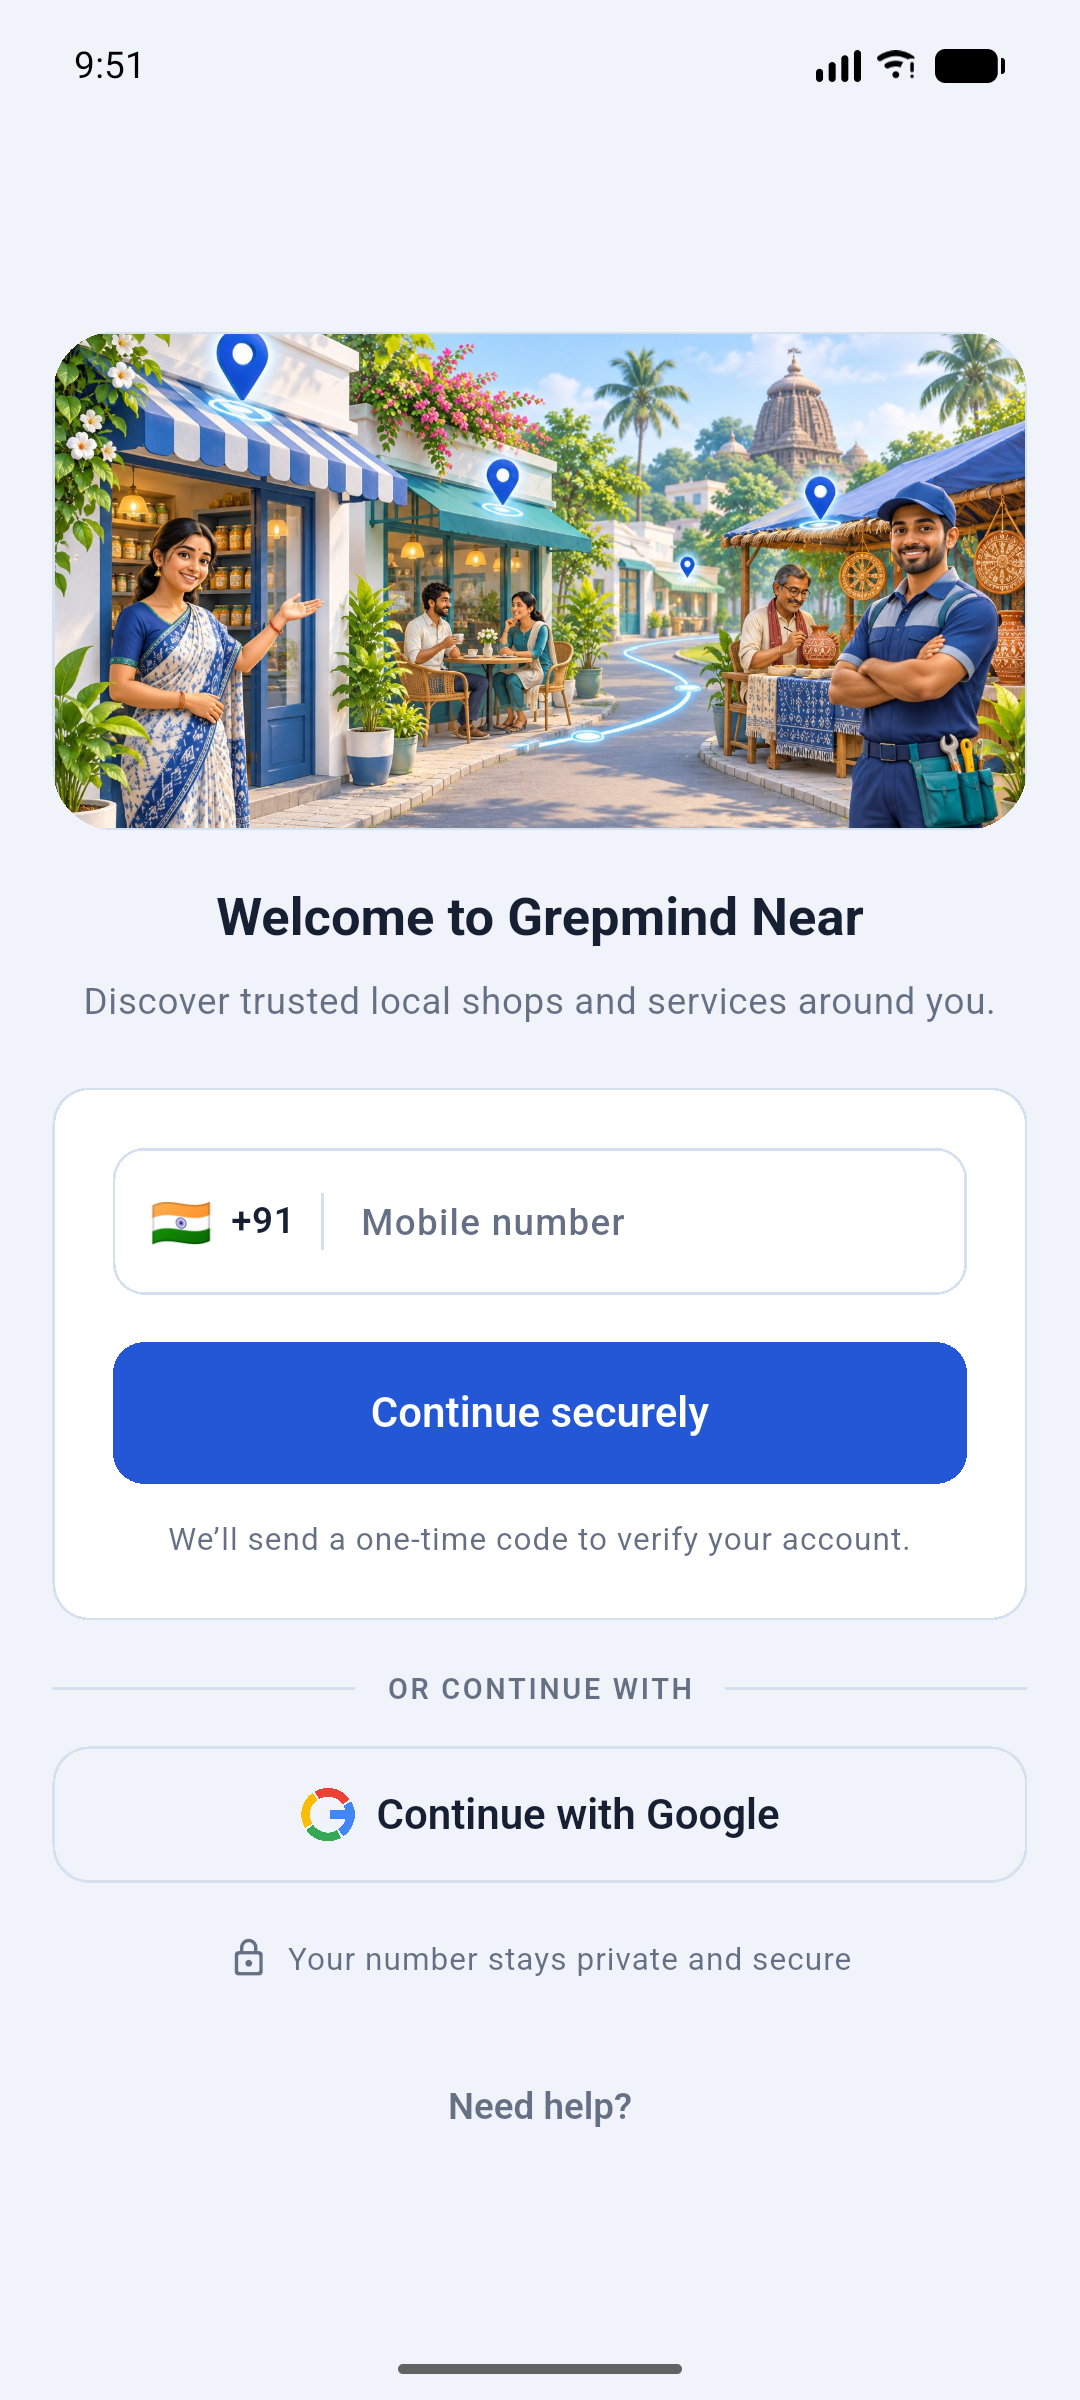 9:51
Welcome to Grepmind Near
Discover trusted local shops and services around you.
+91
Mobile number
Continue securely
We’ll send a one-time code to verify your account.
OR CONTINUE WITH
Continue with Google
Your number stays private and secure
Need help?